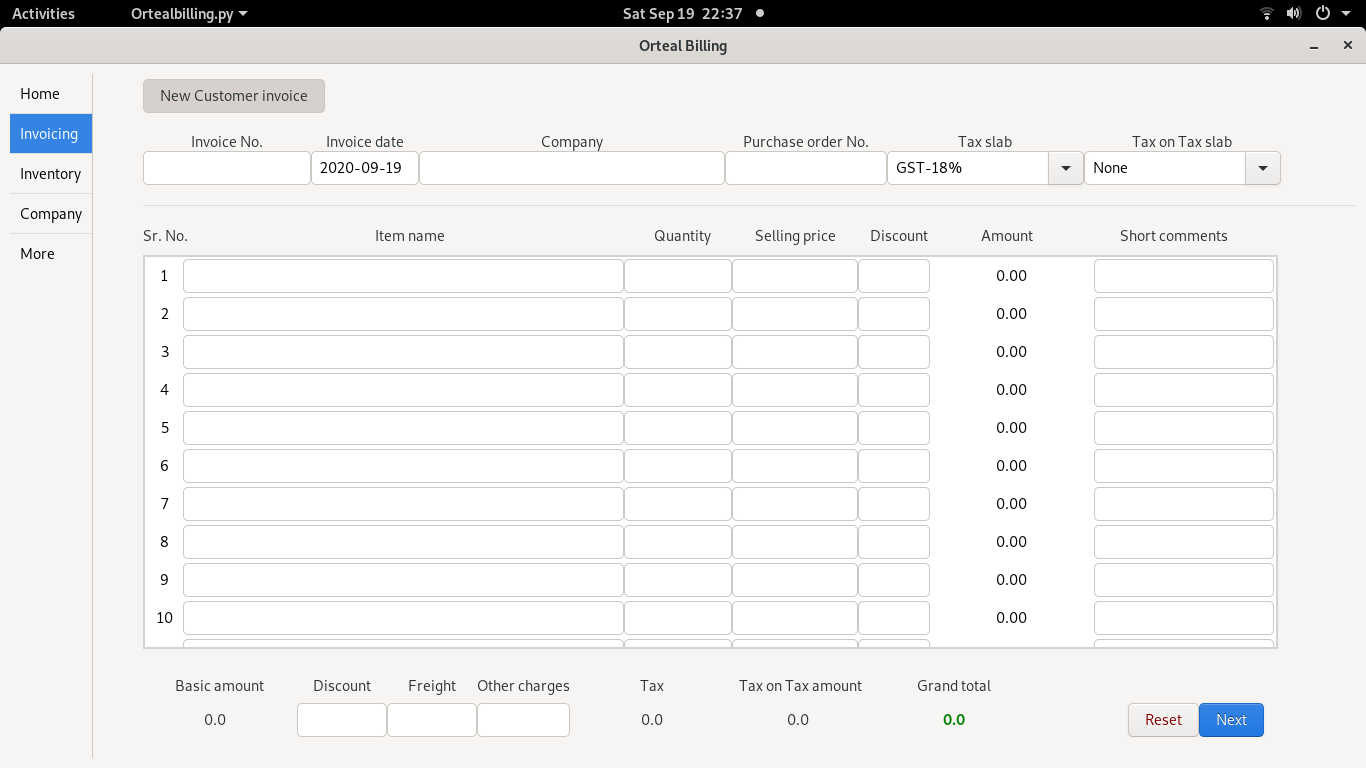 Activities Ortealbilling.py Sat Sep 19 22:37
Orteal Billing
Home
Invoicing
Inventory
Company
More
New Customer invoice
Invoice No. Invoice date Company Purchase order No. Tax slab Tax on Tax slab
2020-09-19 GST-18% None
Sr. No. Item name Quantity Selling price Discount Amount Short comments
1 0.00
2 0.00
3 0.00
4 0.00
5 0.00
6 0.00
7 0.00
8 0.00
9 0.00
10 0.00
Basic amount Discount Freight Other charges Tax Tax on Tax amount Grand total
0.0 0.0 0.0 0.0 Reset Next